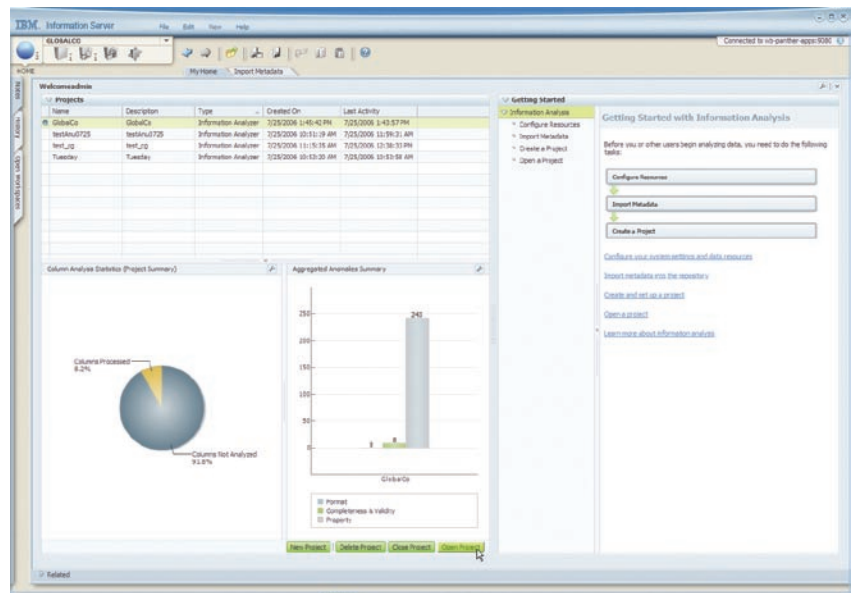 IBM. Information Server
File Edit View Help
GLOBALCO
Connected to vo-panther-apps:9080
HOME
My Home Import Metadata
Open Workspaces
History
Welcomeadmin
Projects
Name Description Type Created On Last Activity
GlobalCo GlobalCo Information Analyzer 7/25/2006 1:45:42 PM 7/25/2006 1:43:57 PM
testAnu0725 testAnu0725 Information Analyzer 7/25/2006 10:51:19 AM 7/25/2006 11:59:31 AM
test_rg test_rg Information Analyzer 7/25/2006 11:15:35 AM 7/25/2006 12:38:33 PM
Tuesday Tuesday Information Analyzer 7/25/2006 10:53:20 AM 7/25/2006 10:53:58 AM
Column Analysis Statistics (Project Summary)
Columns Processed
8.2%
Columns Not Analyzed
91.8%
Aggregated Anomalies Summary
250
200
150
100
50
0
243
GlobalCo
Format
Completeness & Validity
Property
New Project Delete Project Close Project Open Project
Getting Started
Information Analysis
Configure Resources
Import Metadata
Create a Project
Open a Project
Getting Started with Information Analysis
Before you or other users begin analyzing data, you need to do the following
tasks:
Configure Resources
Import Metadata
Create a Project
Configure your system settings and data resources
Import metadata into the repository
Create and set up a project
Open a project
Learn more about information analysis
Related